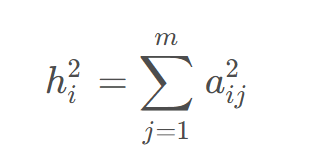 $h_i^2 = \sum_{j=1}^{m} a_{ij}^2$